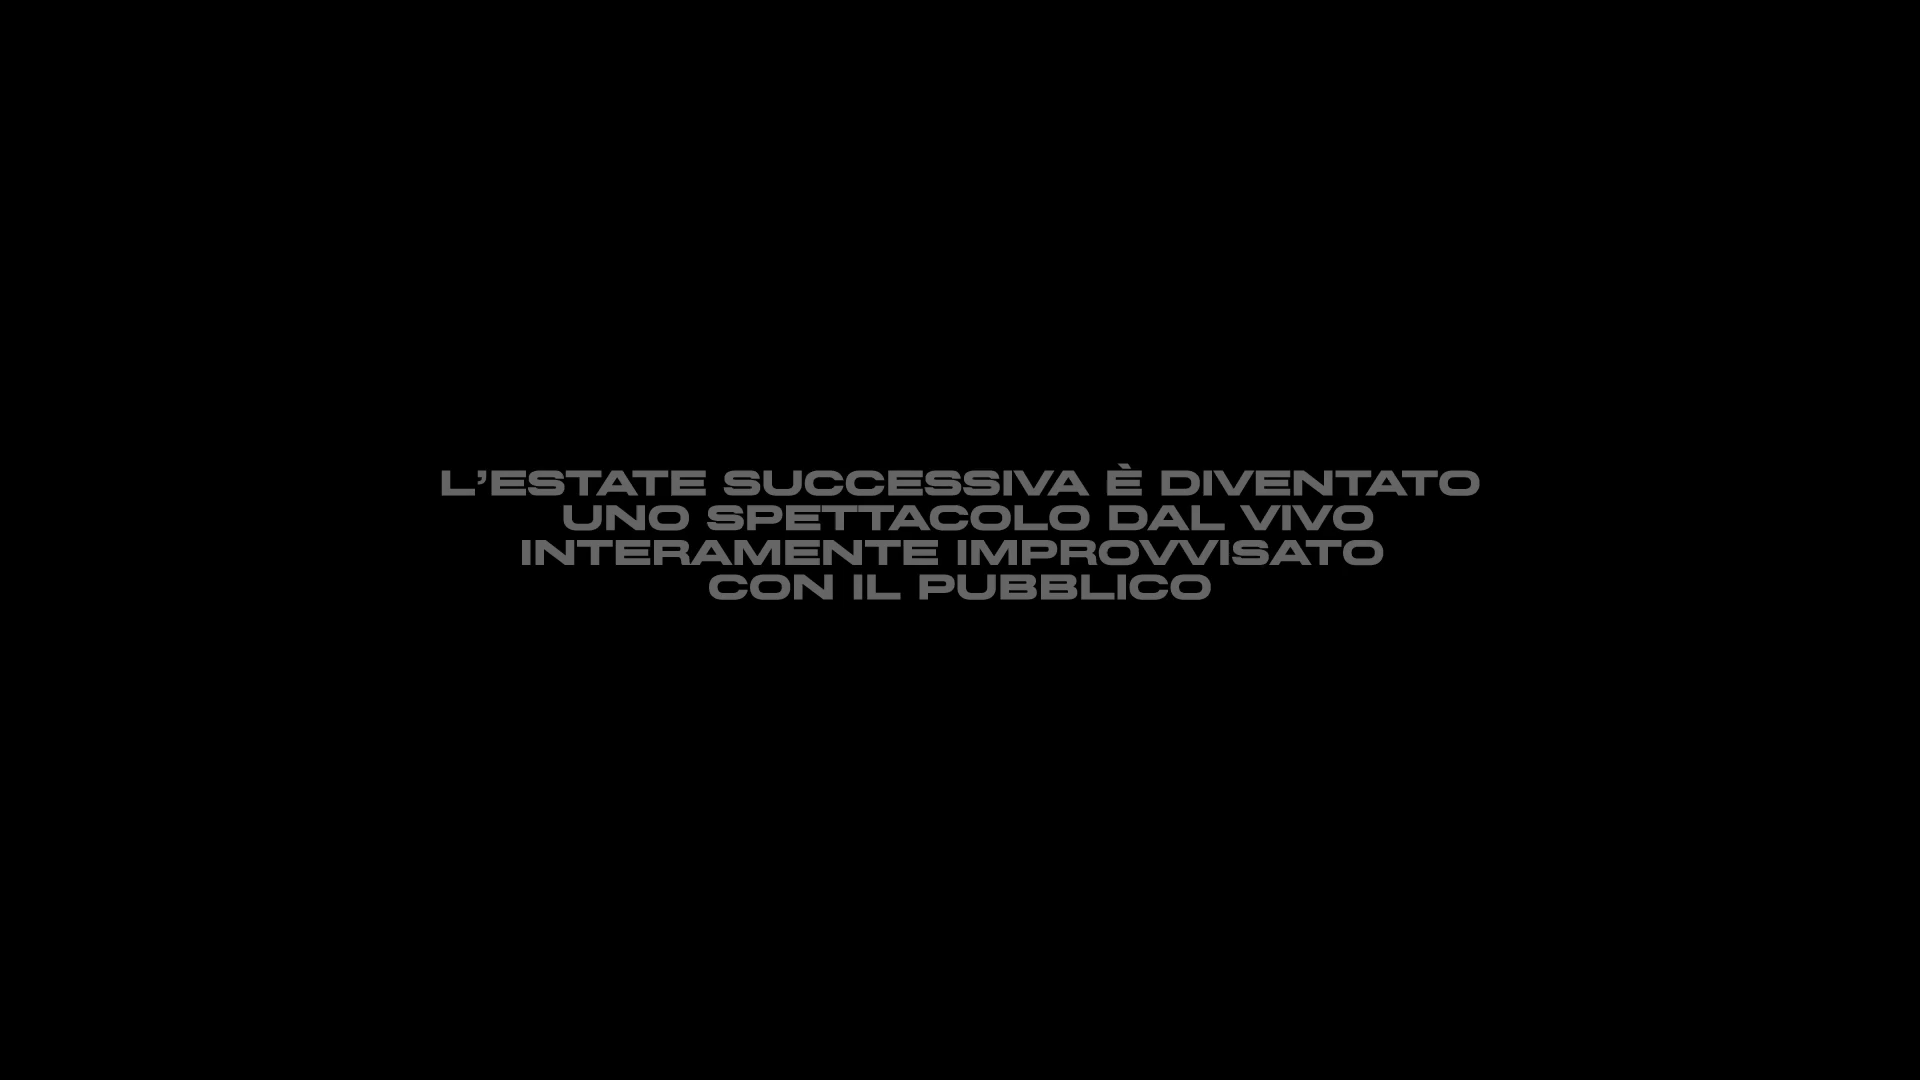 L’ESTATE SUCCESSIVA È DIVENTATO
UNO SPETTACOLO DAL VIVO
INTERAMENTE IMPROVVISATO
CON IL PUBBLICO